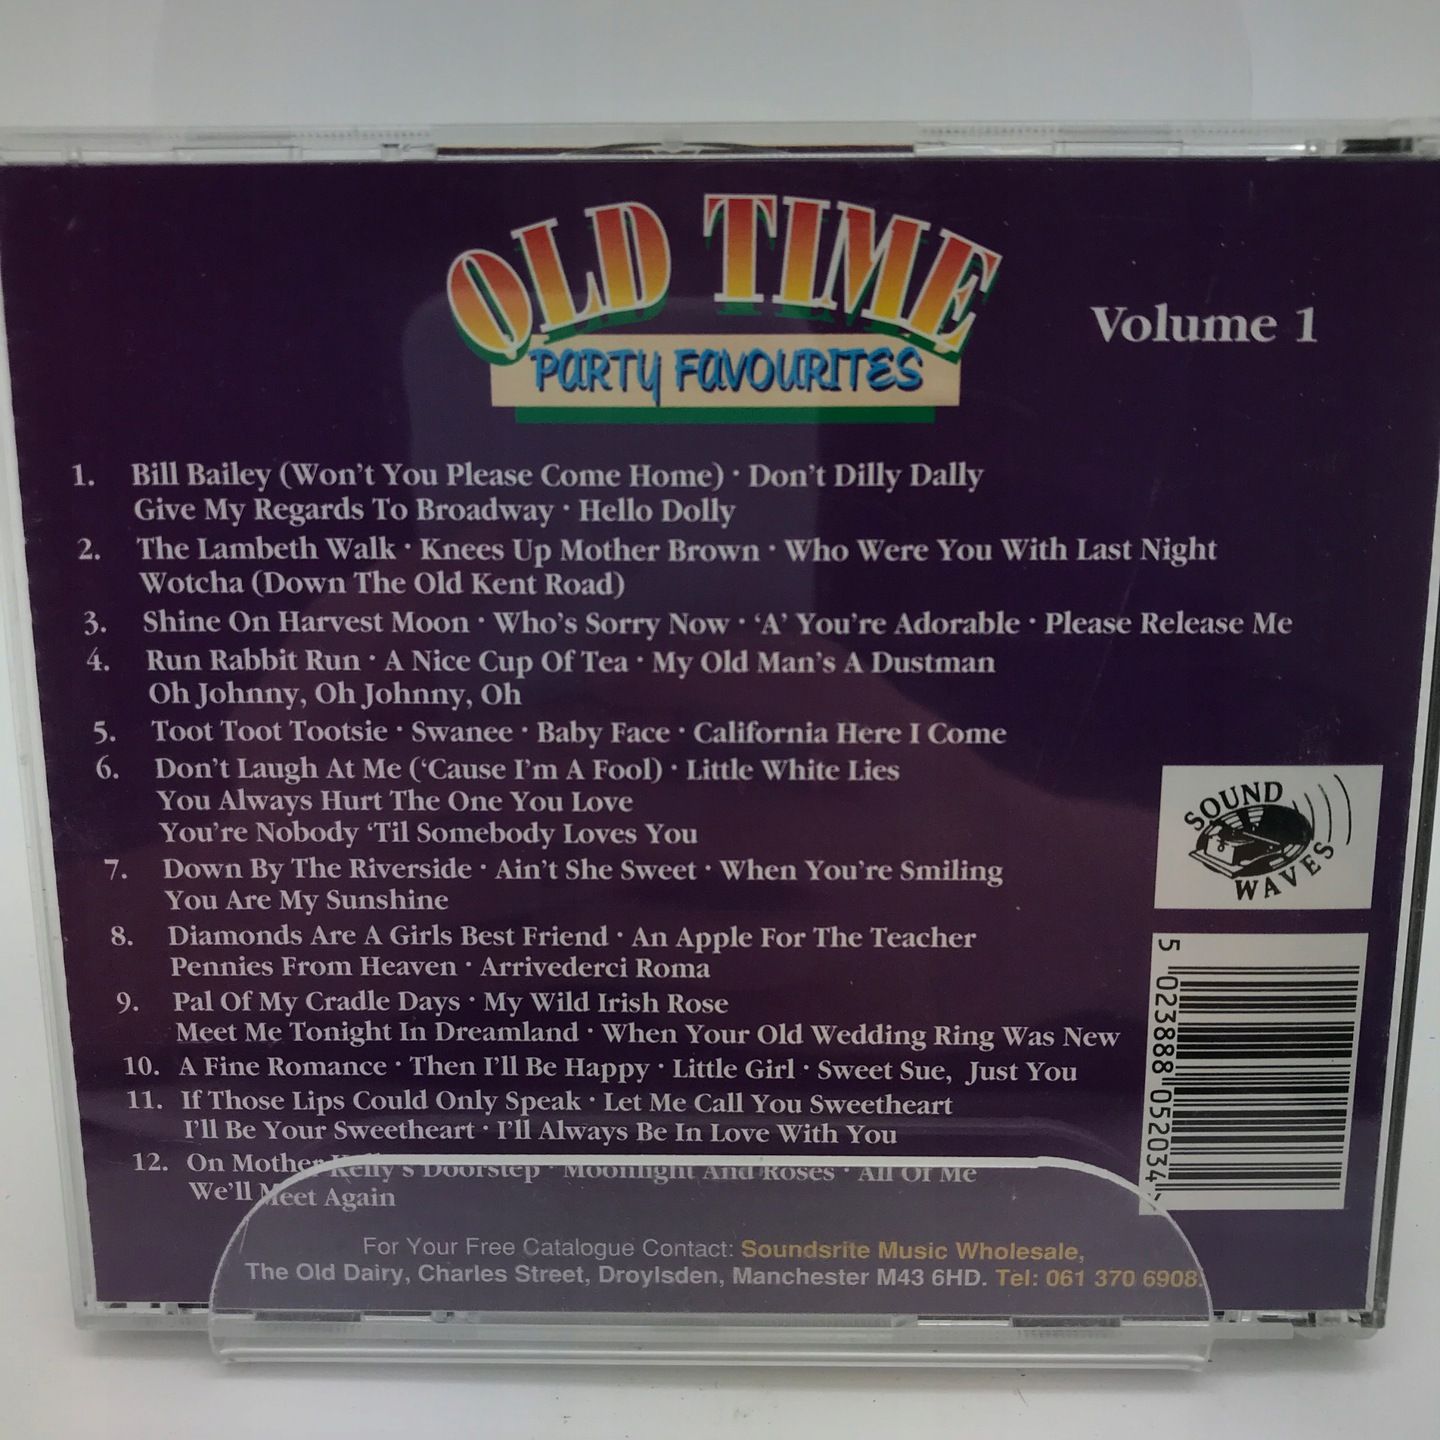 OLD TIME
PARTY FAVOURITES
Volume 1
1. Bill Bailey (Won't You Please Come Home) · Don't Dilly Dally
Give My Regards To Broadway · Hello Dolly
2. The Lambeth Walk · Knees Up Mother Brown · Who Were You With Last Night
Wotcha (Down The Old Kent Road)
3. Shine On Harvest Moon · Who's Sorry Now · ‘A’ You're Adorable · Please Release Me
4. Run Rabbit Run · A Nice Cup Of Tea · My Old Man's A Dustman
Oh Johnny, Oh Johnny, Oh
5. Toot Toot Tootsie · Swanee · Baby Face · California Here I Come
6. Don't Laugh At Me (‘Cause I'm A Fool) · Little White Lies
You Always Hurt The One You Love
You're Nobody ‘Til Somebody Loves You
7. Down By The Riverside · Ain't She Sweet · When You're Smiling
You Are My Sunshine
8. Diamonds Are A Girls Best Friend · An Apple For The Teacher
Pennies From Heaven · Arrivederci Roma
9. Pal Of My Cradle Days · My Wild Irish Rose
Meet Me Tonight In Dreamland · When Your Old Wedding Ring Was New
10. A Fine Romance · Then I'll Be Happy · Little Girl · Sweet Sue, Just You
11. If Those Lips Could Only Speak · Let Me Call You Sweetheart
I'll Be Your Sweetheart · I'll Always Be In Love With You
12. On Mother Kelly's Doorstep · Moonlight And Roses · All Of Me
We'll Meet Again
SOUND
WAVES
5 023888 052034
For Your Free Catalogue Contact: Soundsrite Music Wholesale,
The Old Dairy, Charles Street, Droylsden, Manchester M43 6HD. Tel: 061 370 6908.